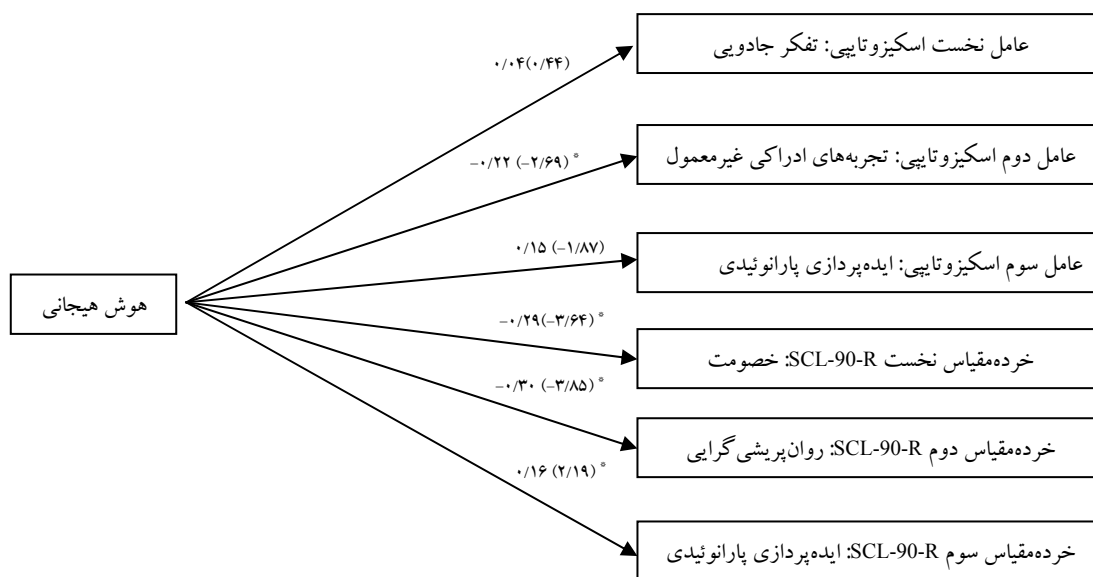 عامل نخست اسکیزوتایپی: تفکر جادویی
۰/۰۴(۰/۴۴)
عامل دوم اسکیزوتایپی: تجربه‌های ادراکی غیرمعمول
−۰/۲۲ (−۲/۶۹) *
عامل سوم اسکیزوتایپی: ایده‌پردازی پارانوئیدی
۰/۱۵ (−۱/۸۷)
هوش هیجانی
خرده‌مقیاس نخست SCL-90-R: خصومت
−۰/۲۹(−۳/۶۴) *
خرده‌مقیاس دوم SCL-90-R: روان‌پریشی‌گرایی
−۰/۳۰ (−۳/۸۵) *
۰/۱۶ (۲/۱۹) *
خرده‌مقیاس سوم SCL-90-R: ایده‌پردازی پارانوئیدی